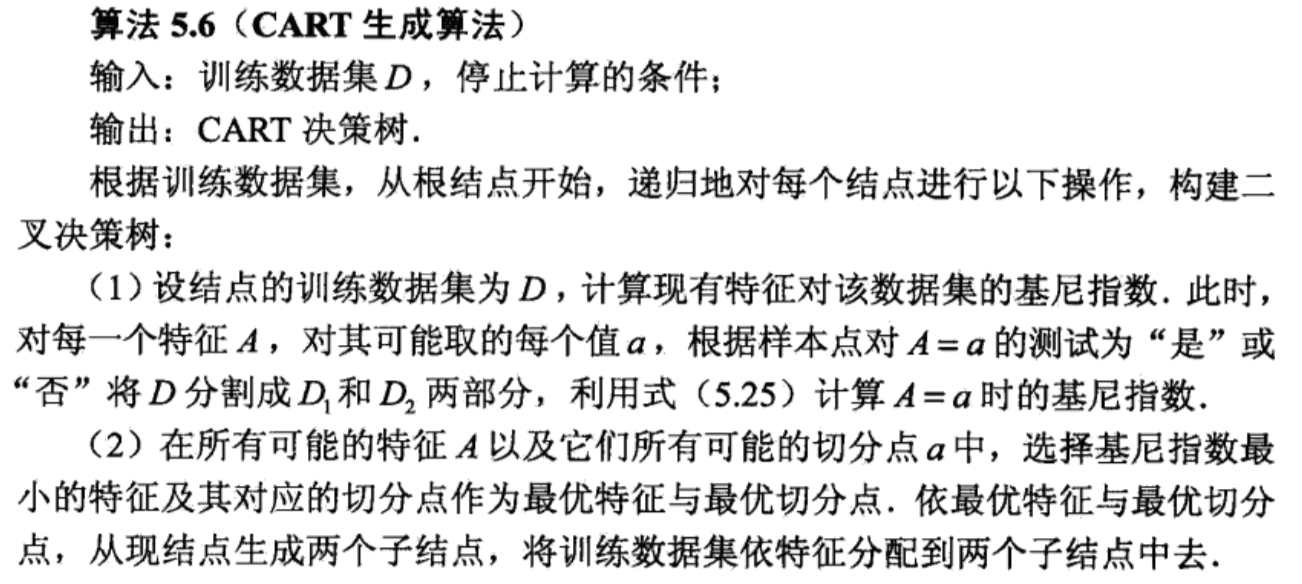 算法 5.6（CART 生成算法）
输入：训练数据集 D，停止计算的条件；
输出：CART 决策树．
根据训练数据集，从根结点开始，递归地对每个结点进行以下操作，构建二
叉决策树：
（1）设结点的训练数据集为 D，计算现有特征对该数据集的基尼指数．此时，
对每一个特征 A，对其可能取的每个值 a，根据样本点对 A = a 的测试为“是”或
“否”将 D 分割成 D₁ 和 D₂ 两部分，利用式（5.25）计算 A = a 时的基尼指数．
（2）在所有可能的特征 A 以及它们所有可能的切分点 a 中，选择基尼指数最
小的特征及其对应的切分点作为最优特征与最优切分点．依最优特征与最优切分
点，从现结点生成两个子结点，将训练数据集依特征分配到两个子结点中去．